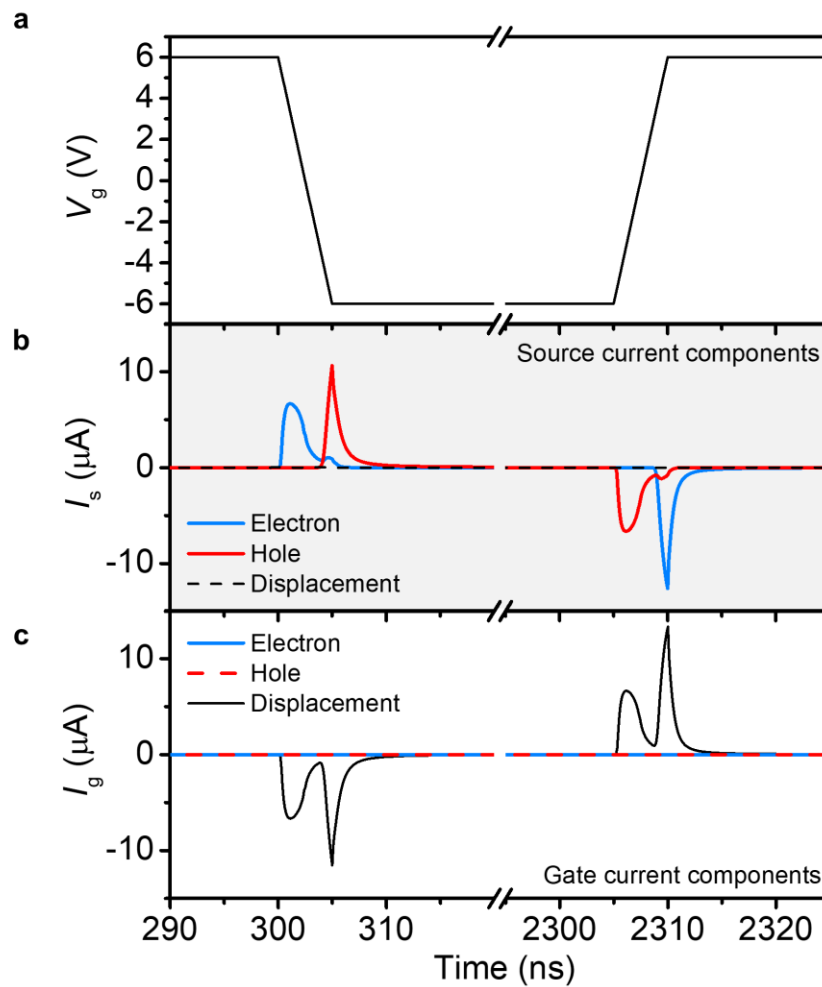 a
6
4
2
0
-2
-4
-6
Vg (V)
b
Source current components
10
0
-10
Is (μA)
Electron
Hole
Displacement
c
Electron
Hole
Displacement
10
0
-10
Ig (μA)
Gate current components
290 300 310 2300 2310 2320
Time (ns)